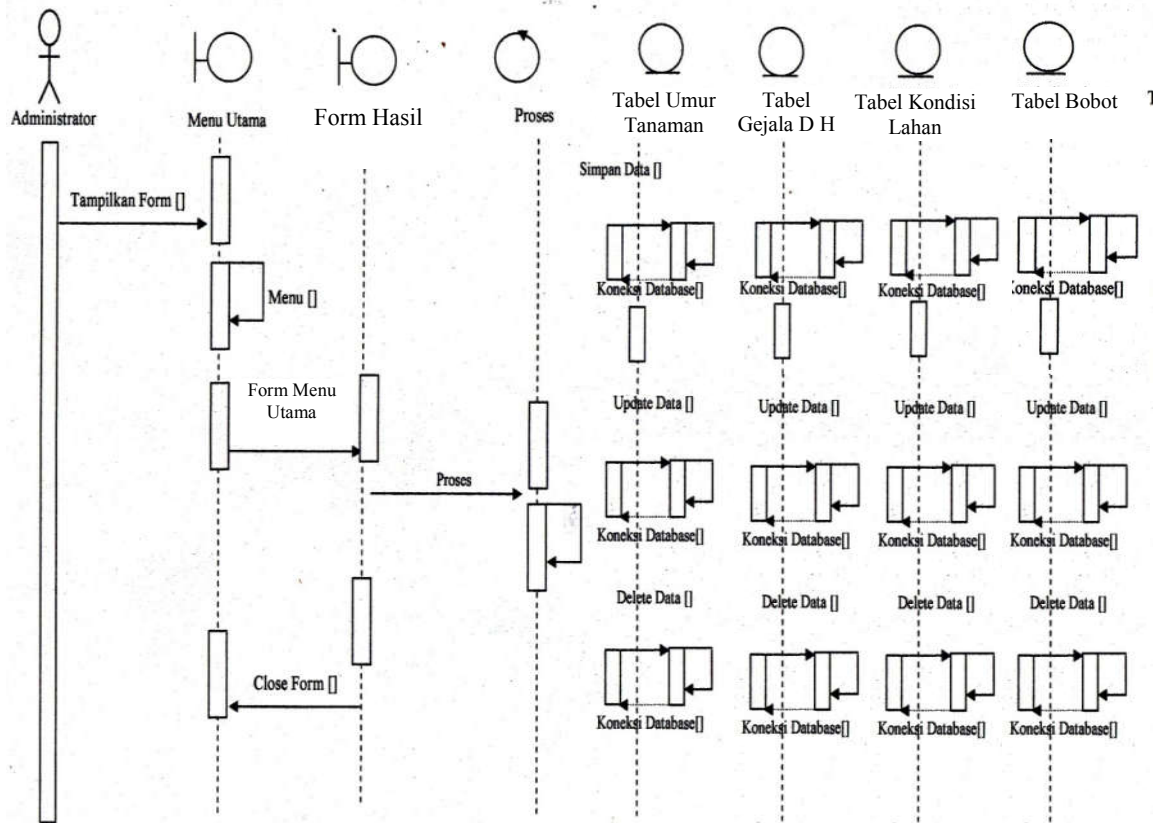 Administrator
Menu Utama
Form Hasil
Proses
Tabel Umur
Tanaman
Tabel
Gejala D H
Tabel Kondisi
Lahan
Tabel Bobot
T
Simpan Data []
Tampilkan Form []
Koneksi Database[]
Koneksi Database[]
Koneksi Database[]
Koneksi Database[]
Menu []
Form Menu
Utama
Update Data []
Update Data []
Update Data []
Update Data []
Proses
Koneksi Database[]
Koneksi Database[]
Koneksi Database[]
Koneksi Database[]
Delete Data []
Delete Data []
Delete Data []
Delete Data []
Close Form []
Koneksi Database[]
Koneksi Database[]
Koneksi Database[]
Koneksi Database[]